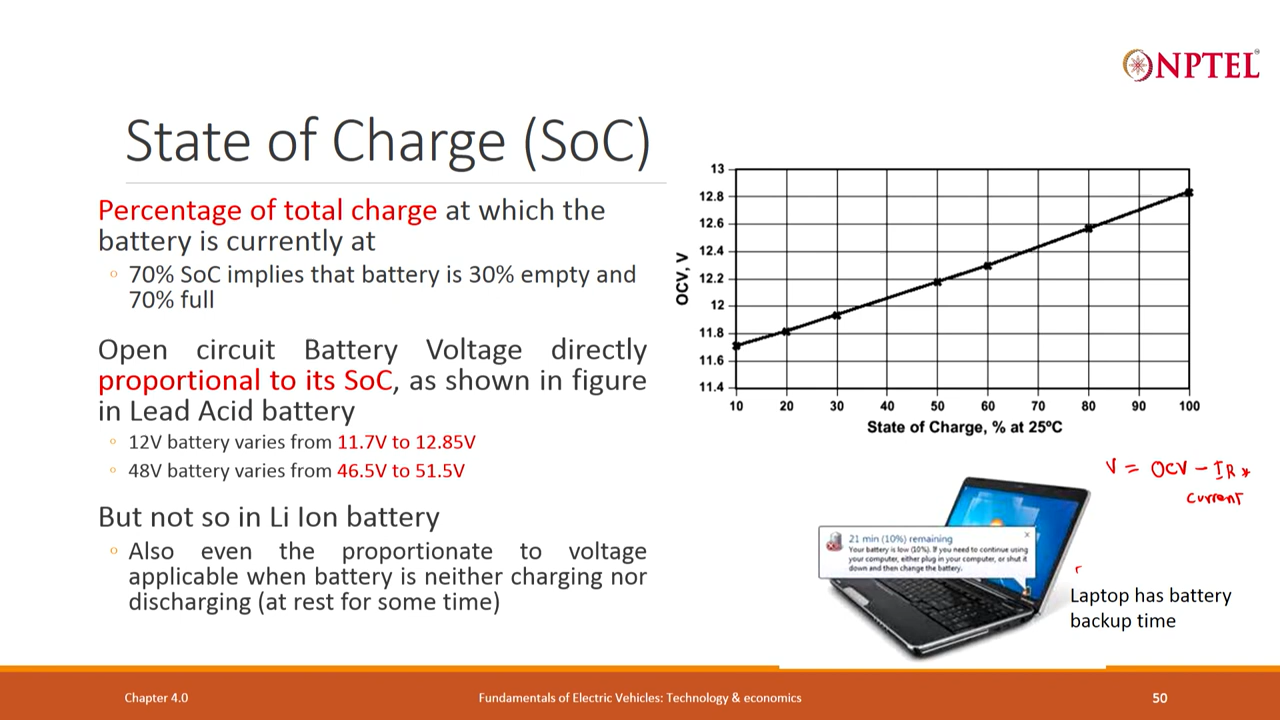 NPTEL
State of Charge (SoC)
Percentage of total charge at which the
battery is currently at
◦ 70% SoC implies that battery is 30% empty and
70% full
Open circuit Battery Voltage directly
proportional to its SoC, as shown in figure
in Lead Acid battery
◦ 12V battery varies from 11.7V to 12.85V
◦ 48V battery varies from 46.5V to 51.5V
But not so in Li Ion battery
◦ Also even the proportionate to voltage
applicable when battery is neither charging nor
discharging (at rest for some time)
OCV, V
13
12.8
12.6
12.4
12.2
12
11.8
11.6
11.4
10 20 30 40 50 60 70 80 90 100
State of Charge, % at 25ºC
V = OCV - IR *
current
21 min (10%) remaining
Your battery is low (10%). If you need to continue using
your computer, either plug in your computer, or shut it
down and then change the battery.
Laptop has battery
backup time
Chapter 4.0
Fundamentals of Electric Vehicles: Technology & economics
50